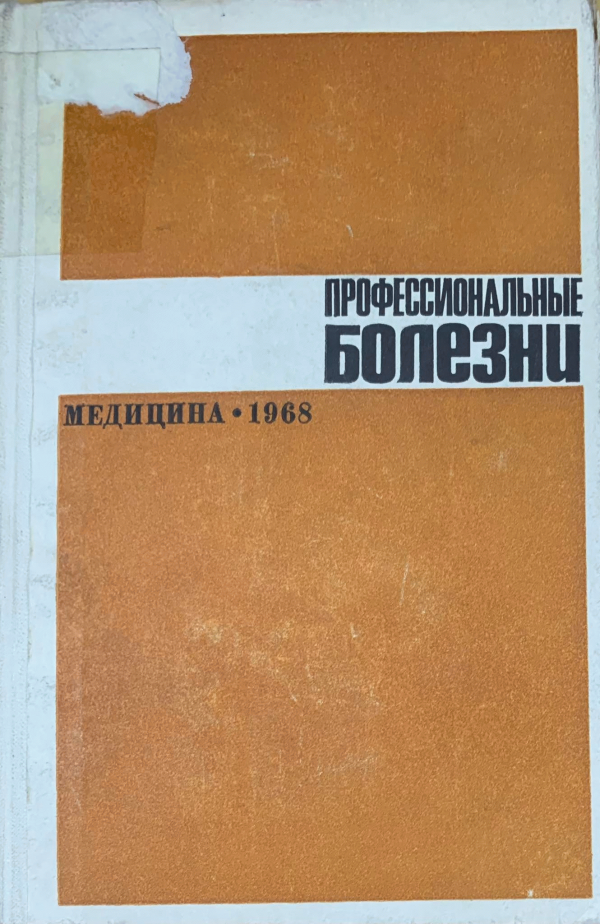 ПРОФЕССИОНАЛЬНЫЕ
БОЛЕЗНИ
МЕДИЦИНА • 1968